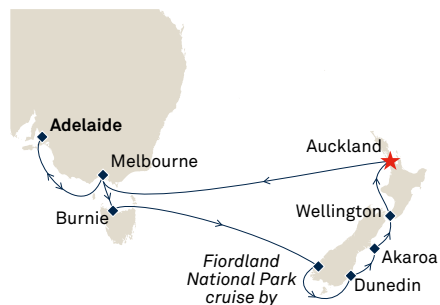 Adelaide
Auckland
Melbourne
Wellington
Burnie
Akaroa
Fiordland
National Park
cruise by
Dunedin